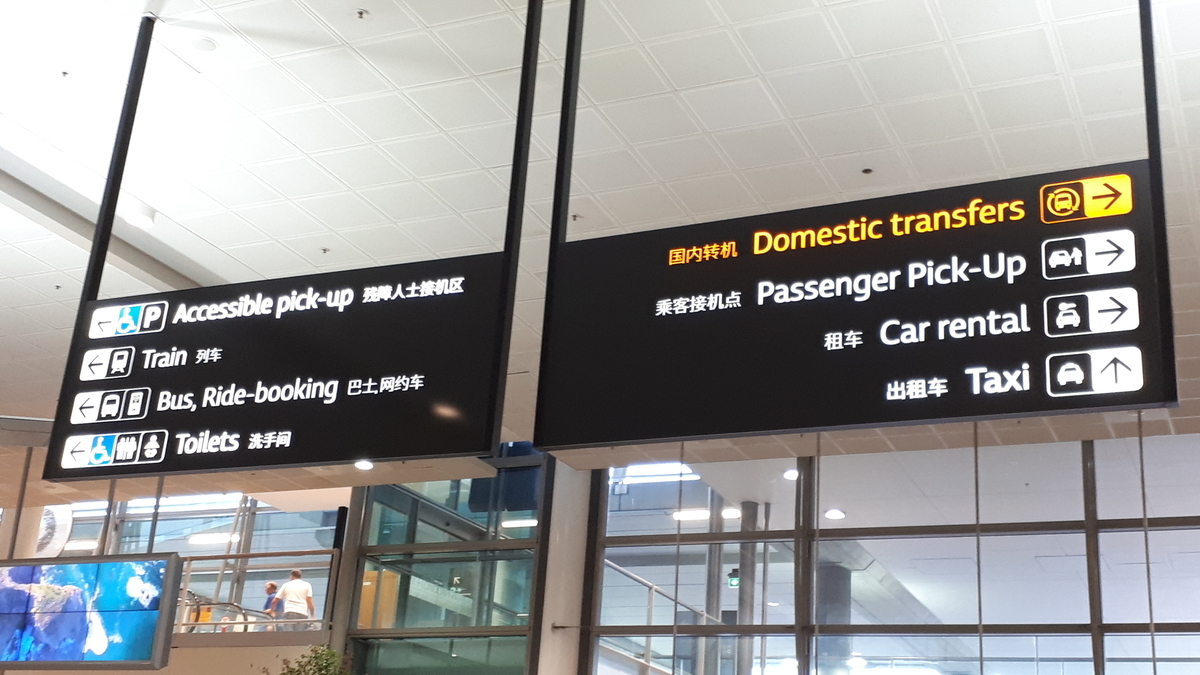 P Accessible pick-up 残障人士接机区
Train 列车
Bus, Ride-booking 巴士,网约车
Toilets 洗手间
国内转机 Domestic transfers
乘客接机点 Passenger Pick-Up
租车 Car rental
出租车 Taxi